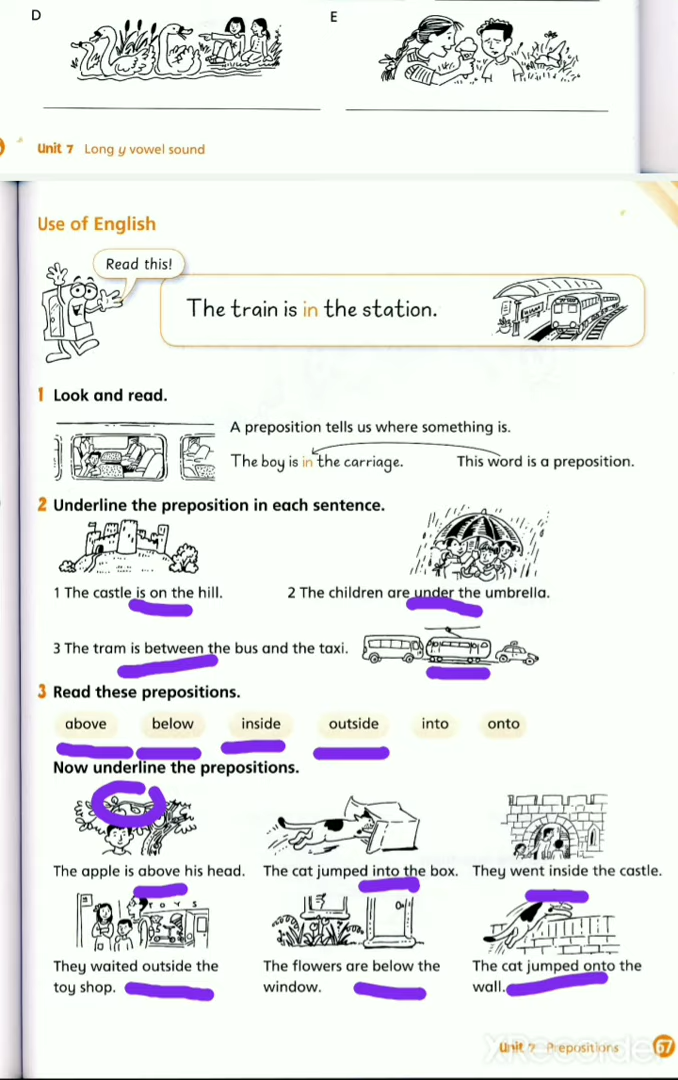 D
E
Unit 7 Long y vowel sound
Use of English
Read this!
The train is in the station.
1 Look and read.
A preposition tells us where something is.
The boy is in the carriage.
This word is a preposition.
2 Underline the preposition in each sentence.
1 The castle is on the hill.
2 The children are under the umbrella.
3 The tram is between the bus and the taxi.
3 Read these prepositions.
above below inside outside into onto
Now underline the prepositions.
The apple is above his head.
The cat jumped into the box.
They went inside the castle.
TOYS
They waited outside the
toy shop.
The flowers are below the
window.
The cat jumped onto the
wall.
XRecorder
Unit 7 Prepositions
67